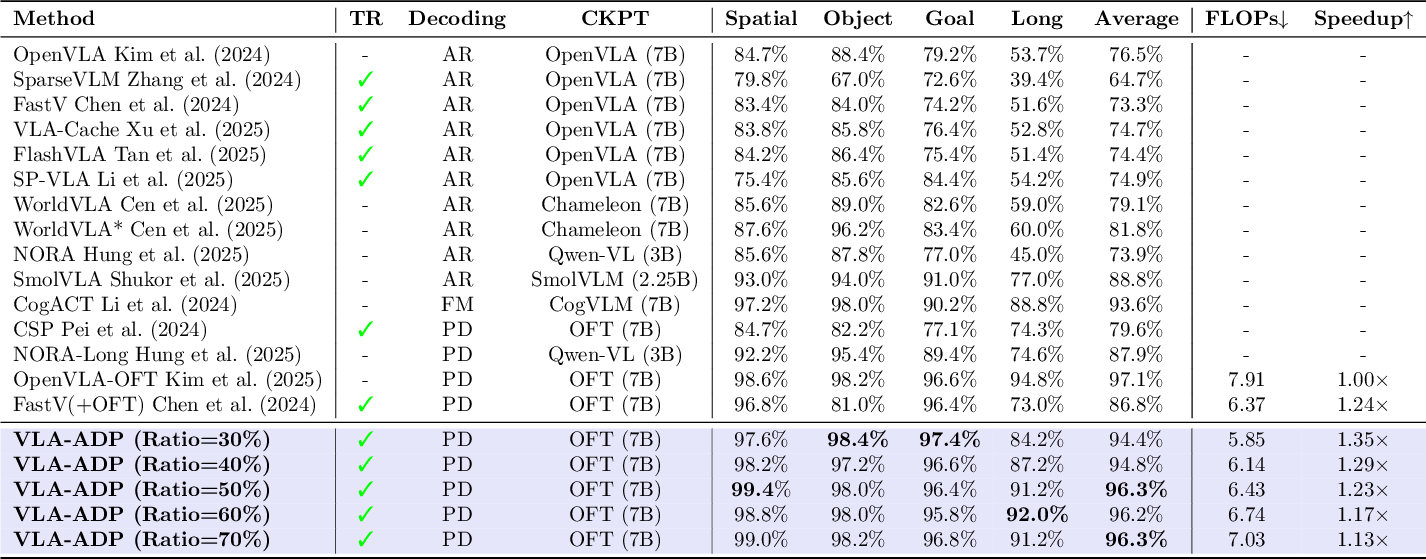 Method TR Decoding CKPT Spatial Object Goal Long Average FLOPs↓ Speedup↑
OpenVLA Kim et al. (2024) - AR OpenVLA (7B) 84.7% 88.4% 79.2% 53.7% 76.5% - -
SparseVLM Zhang et al. (2024) ✓ AR OpenVLA (7B) 79.8% 67.0% 72.6% 39.4% 64.7% - -
FastV Chen et al. (2024) ✓ AR OpenVLA (7B) 83.4% 84.0% 74.2% 51.6% 73.3% - -
VLA-Cache Xu et al. (2025) ✓ AR OpenVLA (7B) 83.8% 85.8% 76.4% 52.8% 74.7% - -
FlashVLA Tan et al. (2025) ✓ AR OpenVLA (7B) 84.2% 86.4% 75.4% 51.4% 74.4% - -
SP-VLA Li et al. (2025) ✓ AR OpenVLA (7B) 75.4% 85.6% 84.4% 54.2% 74.9% - -
WorldVLA Cen et al. (2025) - AR Chameleon (7B) 85.6% 89.0% 82.6% 59.0% 79.1% - -
WorldVLA* Cen et al. (2025) - AR Chameleon (7B) 87.6% 96.2% 83.4% 60.0% 81.8% - -
NORA Hung et al. (2025) - AR Qwen-VL (3B) 85.6% 87.8% 77.0% 45.0% 73.9% - -
SmolVLA Shukor et al. (2025) - AR SmolVLM (2.25B) 93.0% 94.0% 91.0% 77.0% 88.8% - -
CogACT Li et al. (2024) - FM CogVLM (7B) 97.2% 98.0% 90.2% 88.8% 93.6% - -
CSP Pei et al. (2024) ✓ PD OFT (7B) 84.7% 82.2% 77.1% 74.3% 79.6% - -
NORA-Long Hung et al. (2025) - PD Qwen-VL (3B) 92.2% 95.4% 89.4% 74.6% 87.9% - -
OpenVLA-OFT Kim et al. (2025) - PD OFT (7B) 98.6% 98.2% 96.6% 94.8% 97.1% 7.91 1.00×
FastV(+OFT) Chen et al. (2024) ✓ PD OFT (7B) 96.8% 81.0% 96.4% 73.0% 86.8% 6.37 1.24×
VLA-ADP (Ratio=30%) ✓ PD OFT (7B) 97.6% 98.4% 97.4% 84.2% 94.4% 5.85 1.35×
VLA-ADP (Ratio=40%) ✓ PD OFT (7B) 98.2% 97.2% 96.6% 87.2% 94.8% 6.14 1.29×
VLA-ADP (Ratio=50%) ✓ PD OFT (7B) 99.4% 98.0% 96.4% 91.2% 96.3% 6.43 1.23×
VLA-ADP (Ratio=60%) ✓ PD OFT (7B) 98.8% 98.0% 95.8% 92.0% 96.2% 6.74 1.17×
VLA-ADP (Ratio=70%) ✓ PD OFT (7B) 99.0% 98.2% 96.8% 91.2% 96.3% 7.03 1.13×